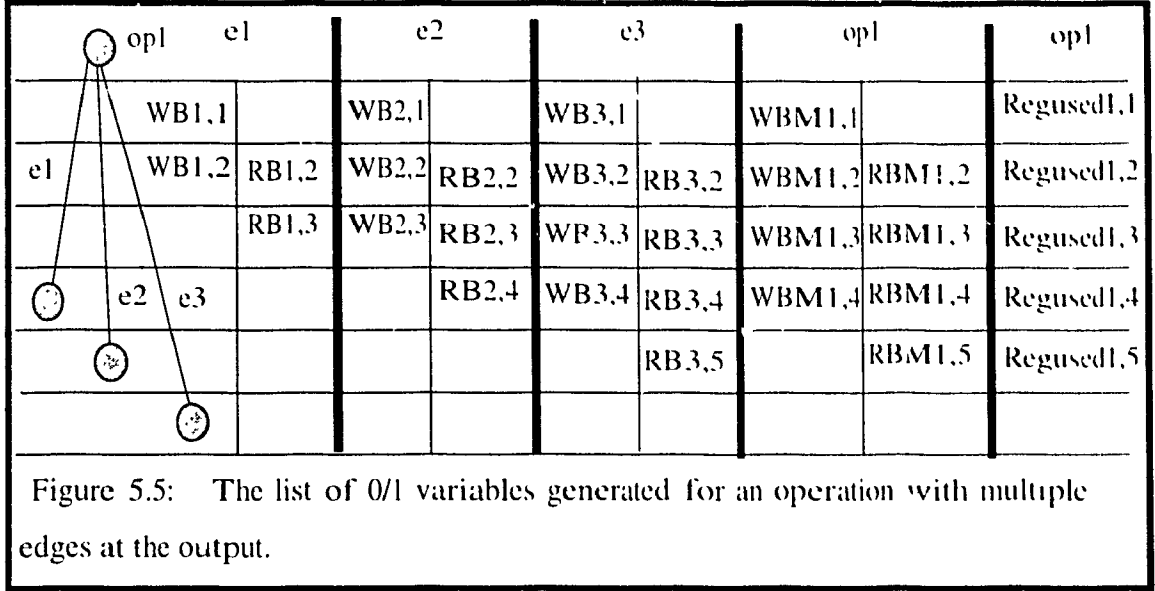 op1 e1 e2 e3 op1 op1
WB1,1 WB2,1 WB3,1 WBM1,1 Regused1,1
e1 WB1,2 RB1,2 WB2,2 RB2,2 WB3,2 RB3,2 WBM1,2 RBM1,2 Regused1,2
RB1,3 WB2,3 RB2,3 WB3,3 RB3,3 WBM1,3 RBM1,3 Regused1,3
e2 e3 RB2,4 WB3,4 RB3,4 WBM1,4 RBM1,4 Regused1,4
RB3,5 RBM1,5 Regused1,5
Figure 5.5: The list of 0/1 variables generated for an operation with multiple
edges at the output.